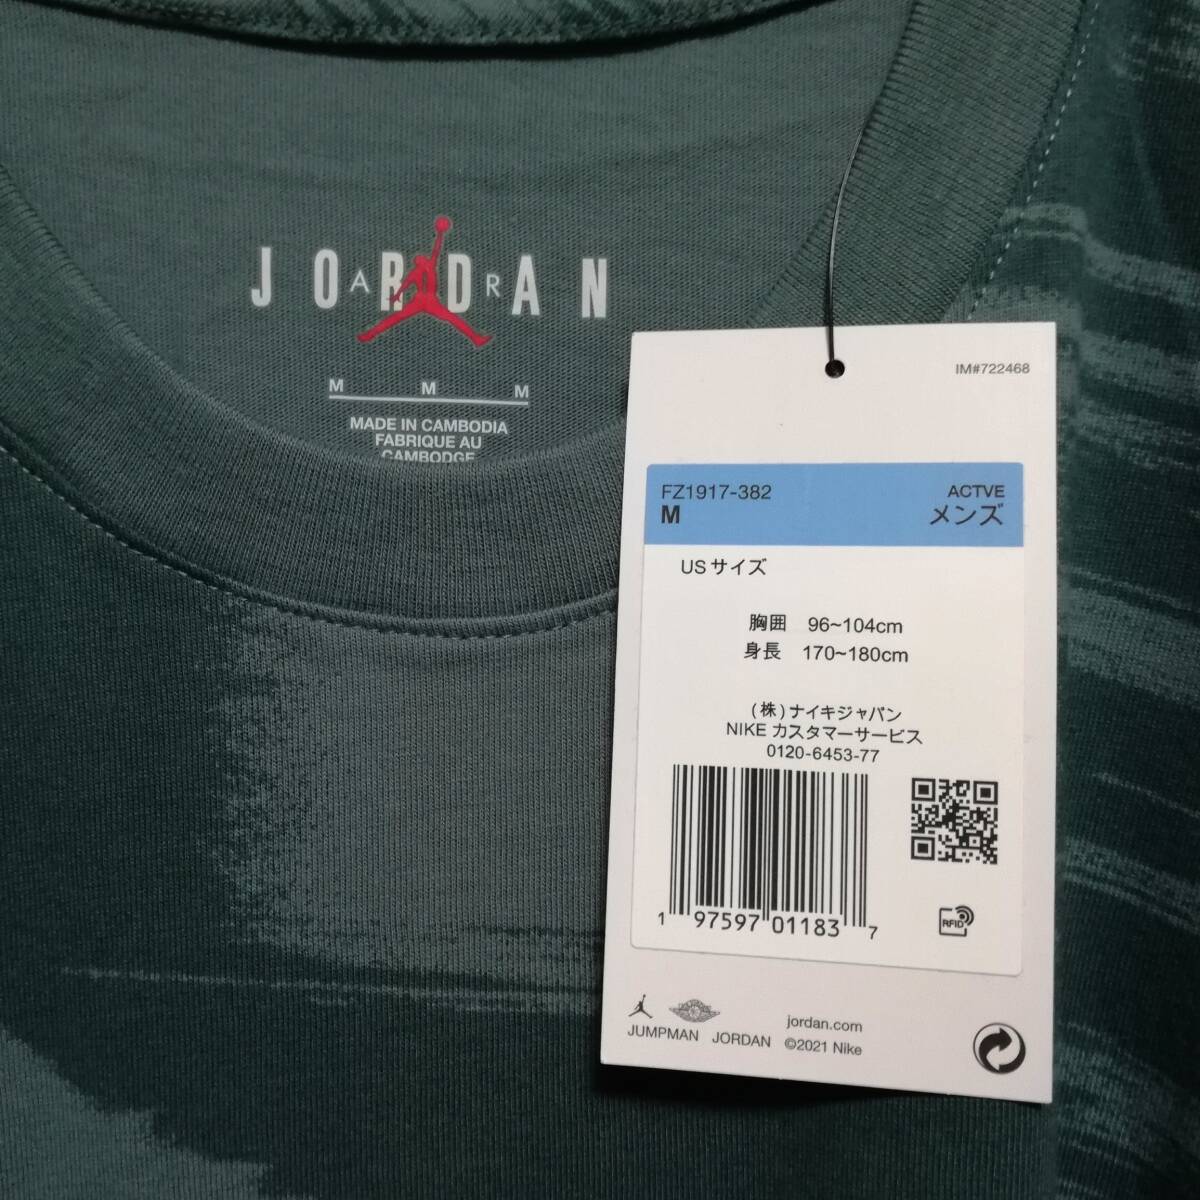 JORDAN
AIR
M M M
MADE IN CAMBODIA
FABRIQUE AU
CAMBODGE
IM#722468
FZ1917-382 ACTVE
M メンズ
US サイズ
胸囲 96~104cm
身長 170~180cm
(株)ナイキジャパン
NIKE カスタマーサービス
0120-6453-77
1 97597 01183 7
RFID
JUMPMAN JORDAN
jordan.com
©2021 Nike